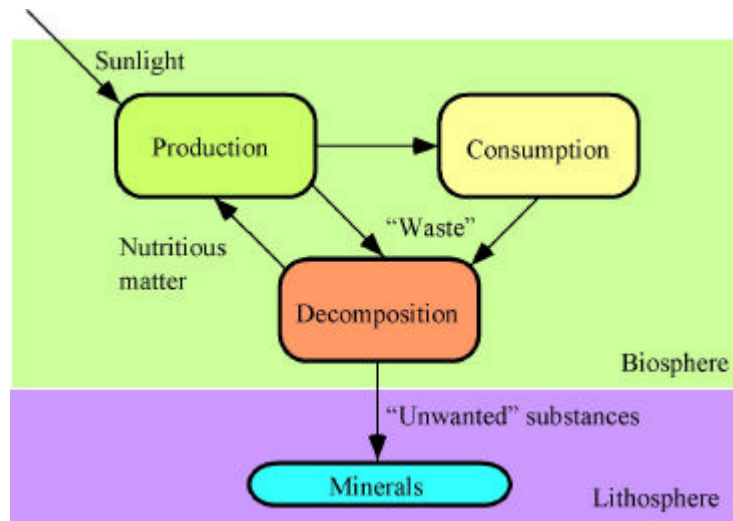 Sunlight
Production
Consumption
“Waste”
Nutritious
matter
Decomposition
Biosphere
“Unwanted” substances
Minerals
Lithosphere